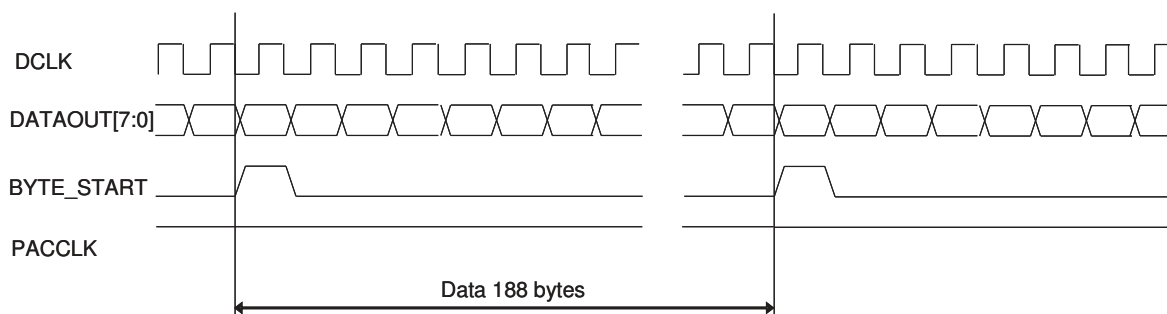 DCLK
DATAOUT[7:0]
BYTE_START
PACCLK
Data 188 bytes